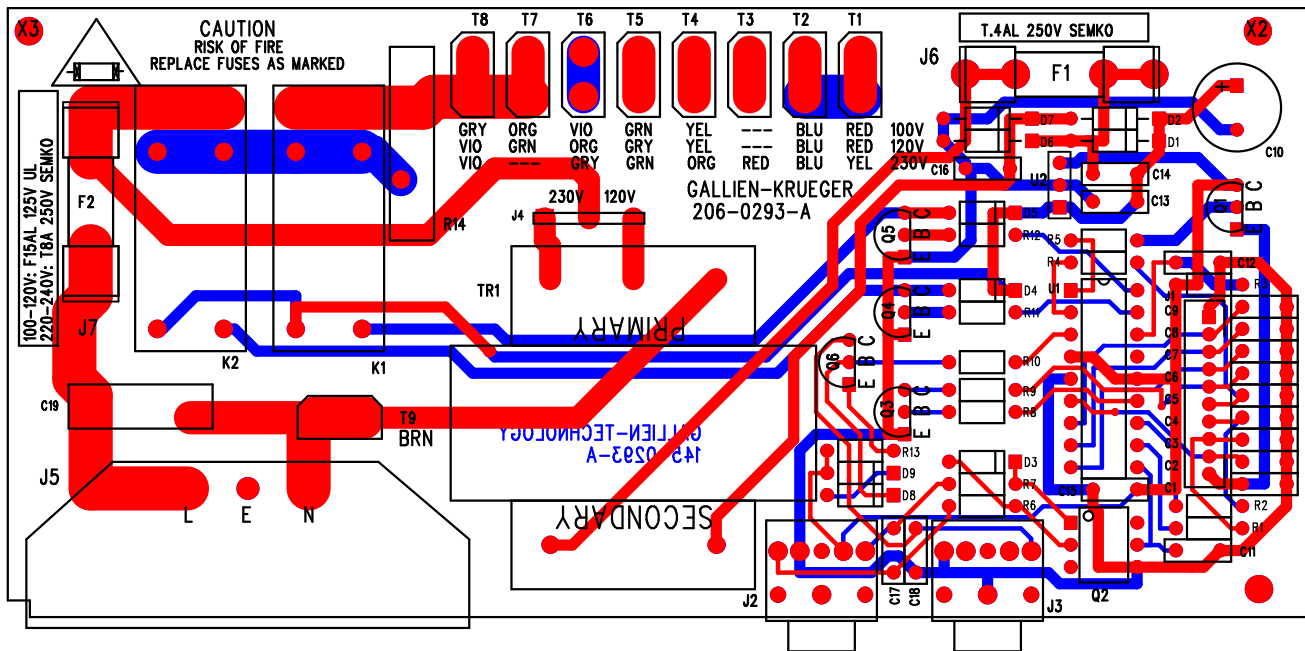 X3
CAUTION
RISK OF FIRE
REPLACE FUSES AS MARKED
T8 T7 T6 T5 T4 T3 T2 T1
T.4AL 250V SEMKO
X2
J6
F1
GRY ORG VIO GRN YEL --- BLU RED 100V
VIO GRN ORG GRY YEL --- BLU RED 120V
VIO --- GRY GRN ORG RED BLU YEL 230V
GALLIEN-KRUEGER
206-0293-A
100-120V: F15AL 125V UL
220-240V: T8A 250V SEMKO
F2
R14
230V 120V
J4
TR1
PRIMARY
J7
K2
K1
C19
T9
BRN
GALLIEN-TECHNOLOGY
145-0293-A
SECONDARY
J5
L E N
+
C10
D7
D6
D2
D1
C16
U2
C14
C13
Q1
E B C
D5
R12
Q5
E B C
R5
R4
C12
R3
D4
R11
Q4
E B C
U1
J1
C9
C8
C7
C6
C5
C4
C3
C2
C1
Q6
E B C
R10
R9
R8
Q3
E B C
R13
D9
D8
D3
R7
R6
C15
R2
R1
C11
J2
C17
C18
J3
Q2